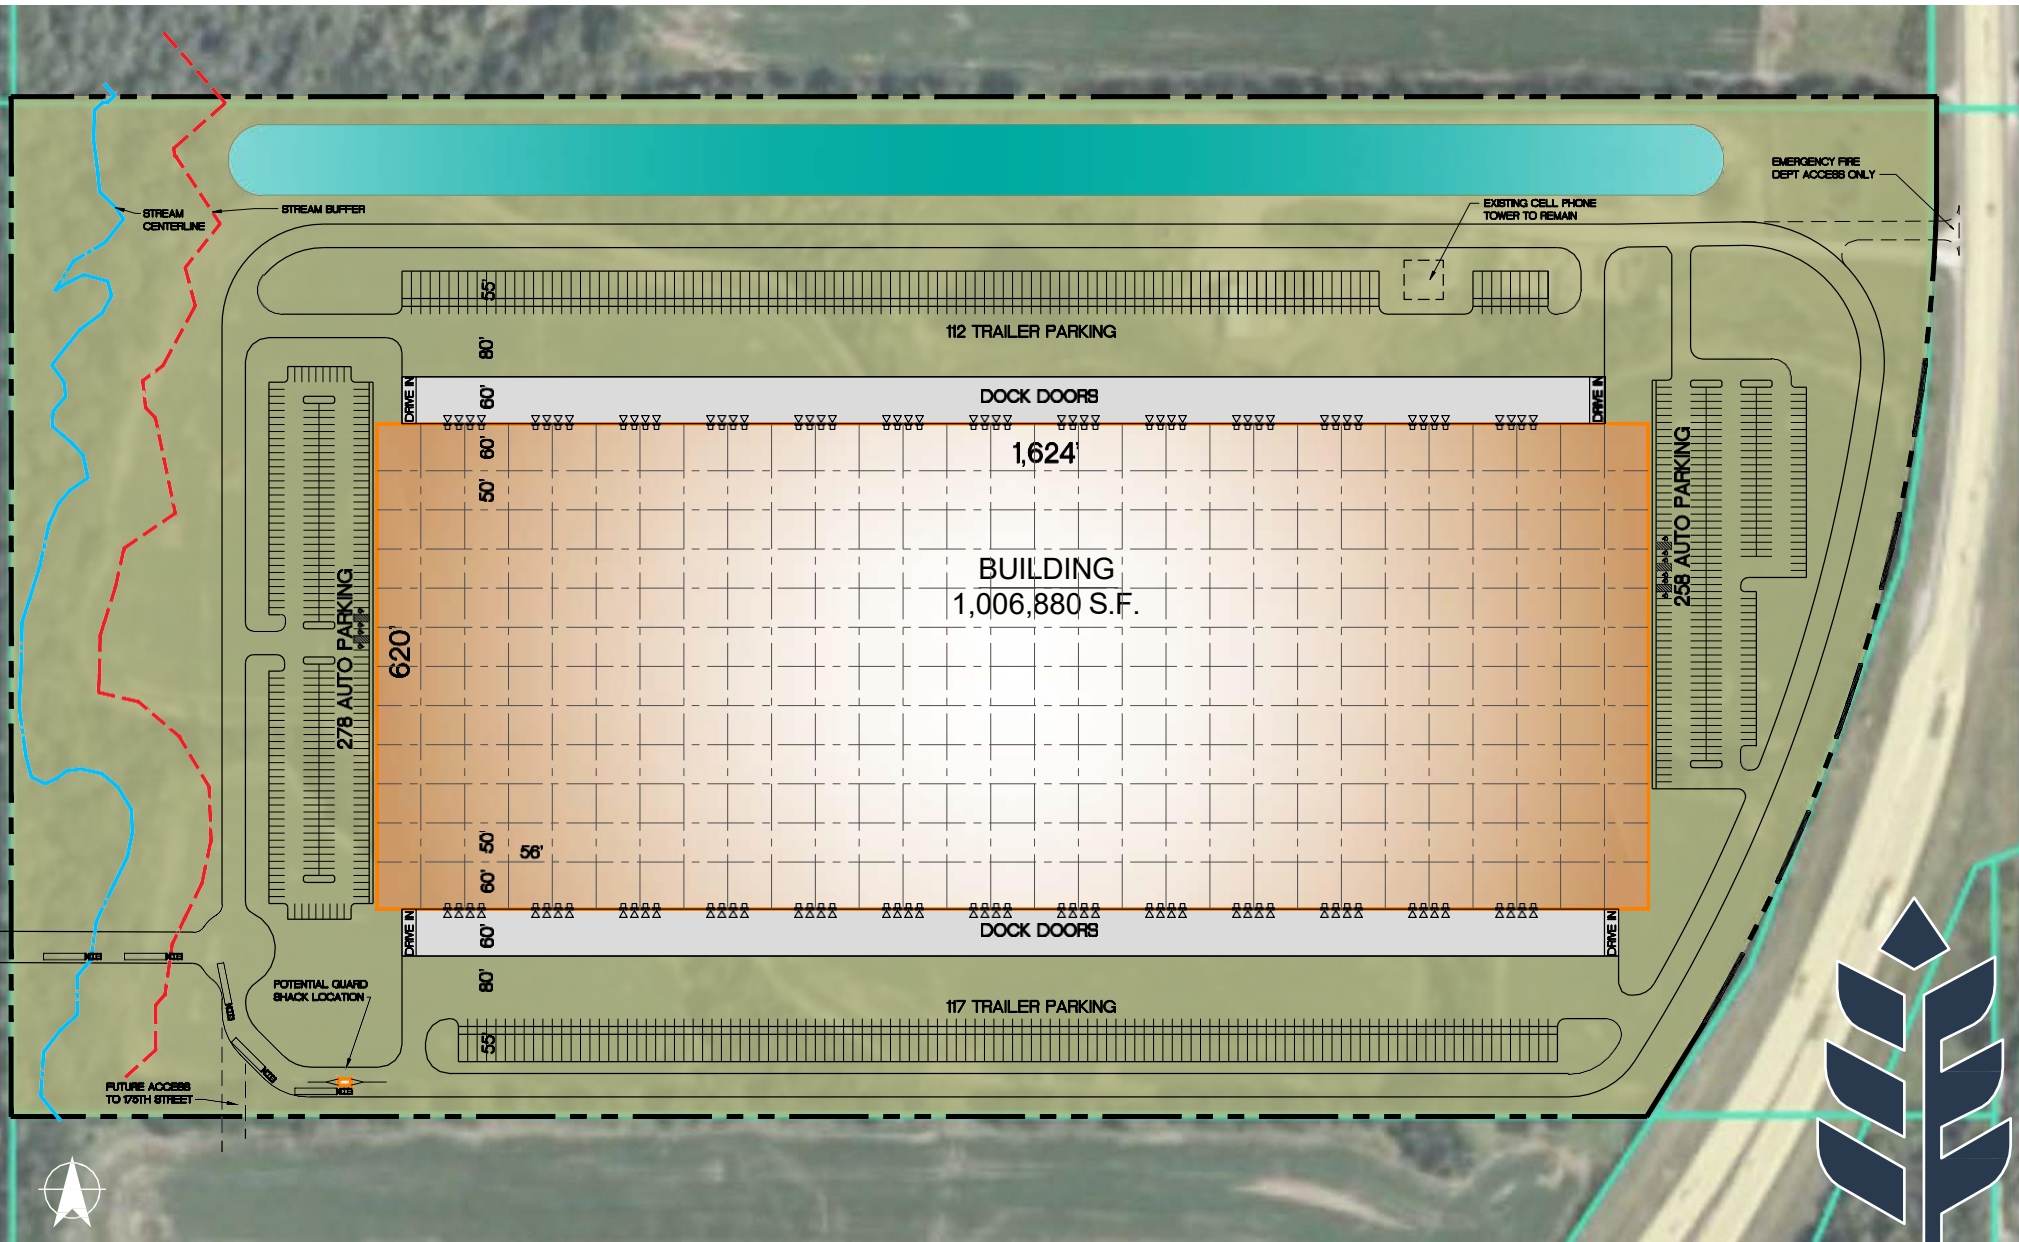 EMERGENCY FIRE
DEPT ACCESS ONLY
STREAM
CENTERLINE
STREAM BUFFER
EXISTING CELL PHONE
TOWER TO REMAIN
55'
112 TRAILER PARKING
80'
DRIVE IN
60'
DOCK DOORS
DRIVE IN
60'
1,624'
50'
BUILDING
1,006,880 S.F.
278 AUTO PARKING
620'
258 AUTO PARKING
50'
56'
60'
DRIVE IN
60'
DOCK DOORS
DRIVE IN
80'
POTENTIAL GUARD
SHACK LOCATION
117 TRAILER PARKING
55'
FUTURE ACCESS
TO 175TH STREET